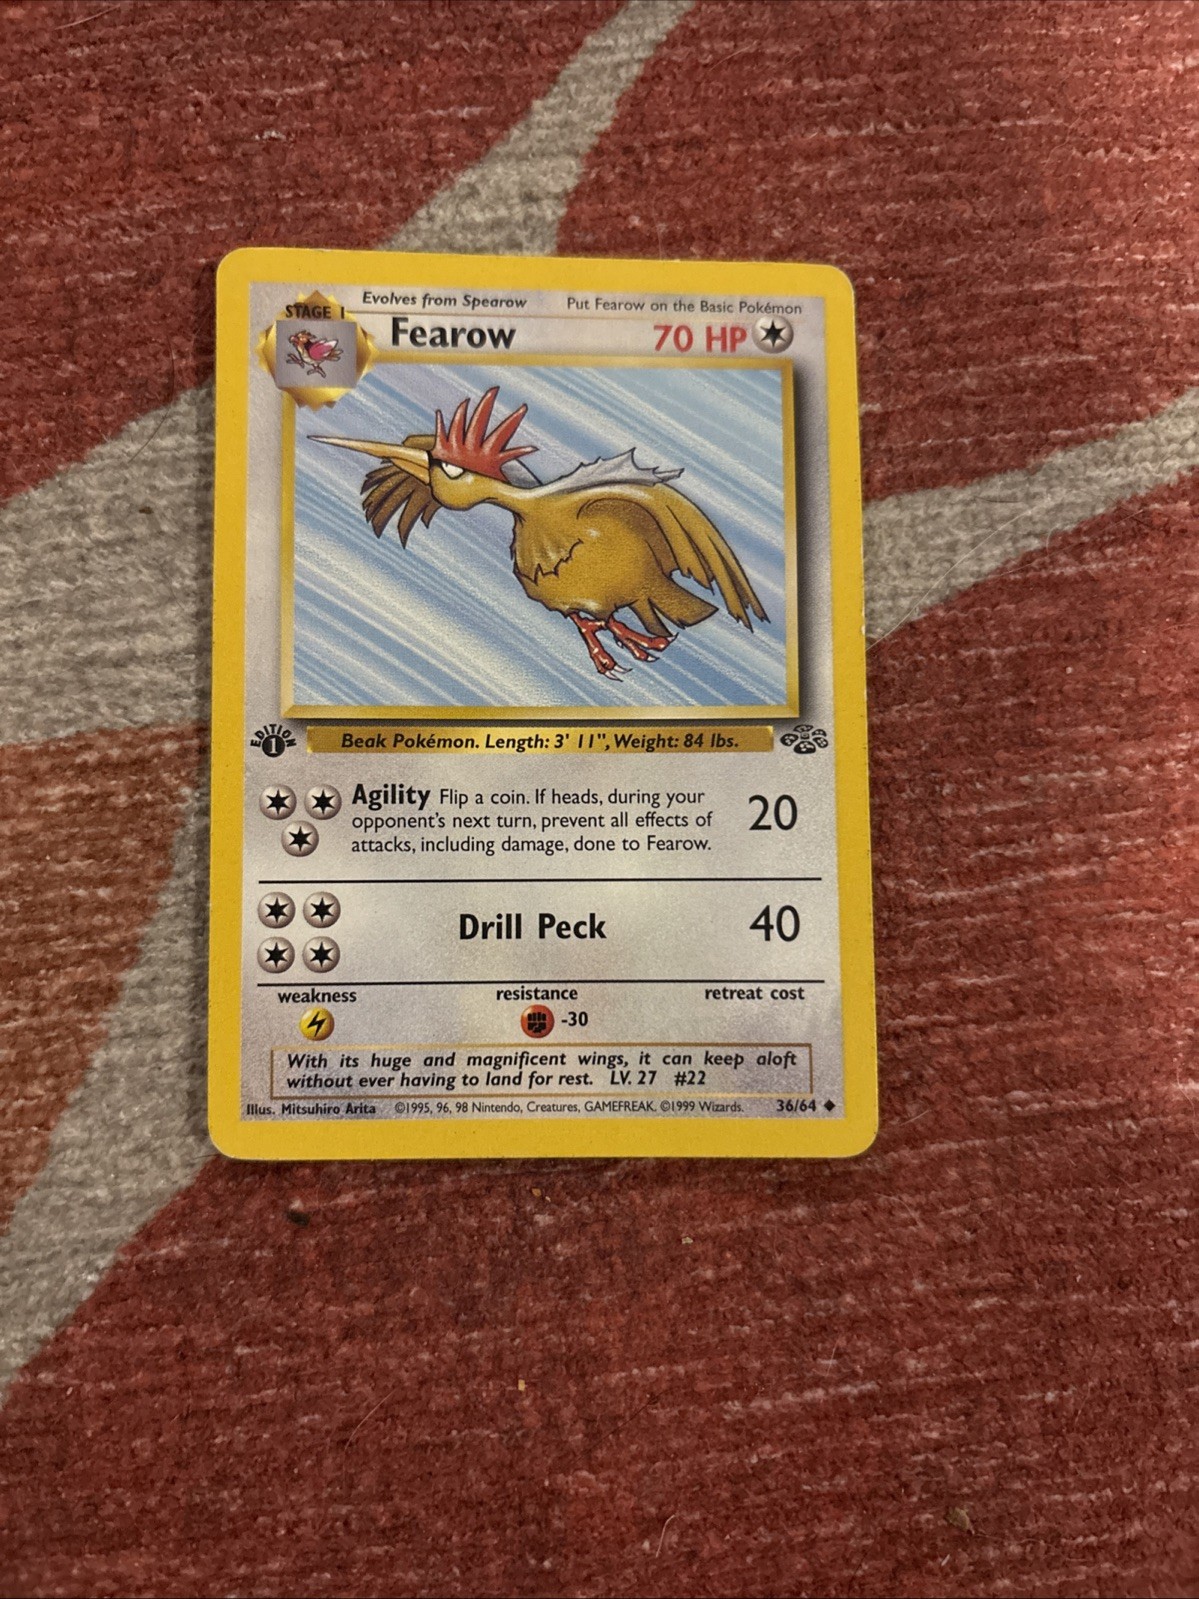 Evolves from Spearow Put Fearow on the Basic Pokémon
STAGE 1
Fearow 70 HP
EDITION 1
Beak Pokémon. Length: 3' 11", Weight: 84 lbs.
Agility Flip a coin. If heads, during your
opponent's next turn, prevent all effects of
attacks, including damage, done to Fearow.
20
Drill Peck 40
weakness resistance retreat cost
-30
With its huge and magnificent wings, it can keep aloft
without ever having to land for rest. LV. 27 #22
Illus. Mitsuhiro Arita ©1995, 96, 98 Nintendo, Creatures, GAMEFREAK. ©1999 Wizards. 36/64